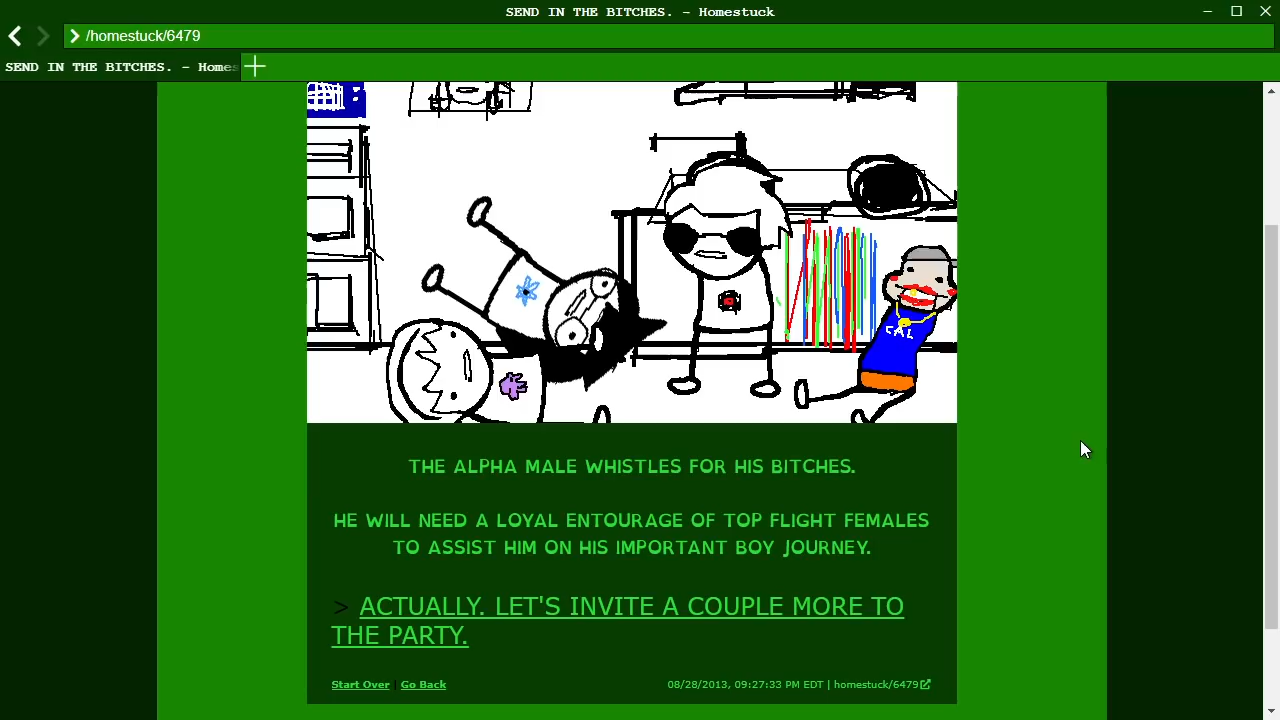 SEND IN THE BITCHES. - Homestuck
/homestuck/6479
SEND IN THE BITCHES. - Homes
CAL
THE ALPHA MALE WHISTLES FOR HIS BITCHES.
HE WILL NEED A LOYAL ENTOURAGE OF TOP FLIGHT FEMALES
TO ASSIST HIM ON HIS IMPORTANT BOY JOURNEY.
> ACTUALLY. LET'S INVITE A COUPLE MORE TO
THE PARTY.
Start Over | Go Back 08/28/2013, 09:27:33 PM EDT | homestuck/6479